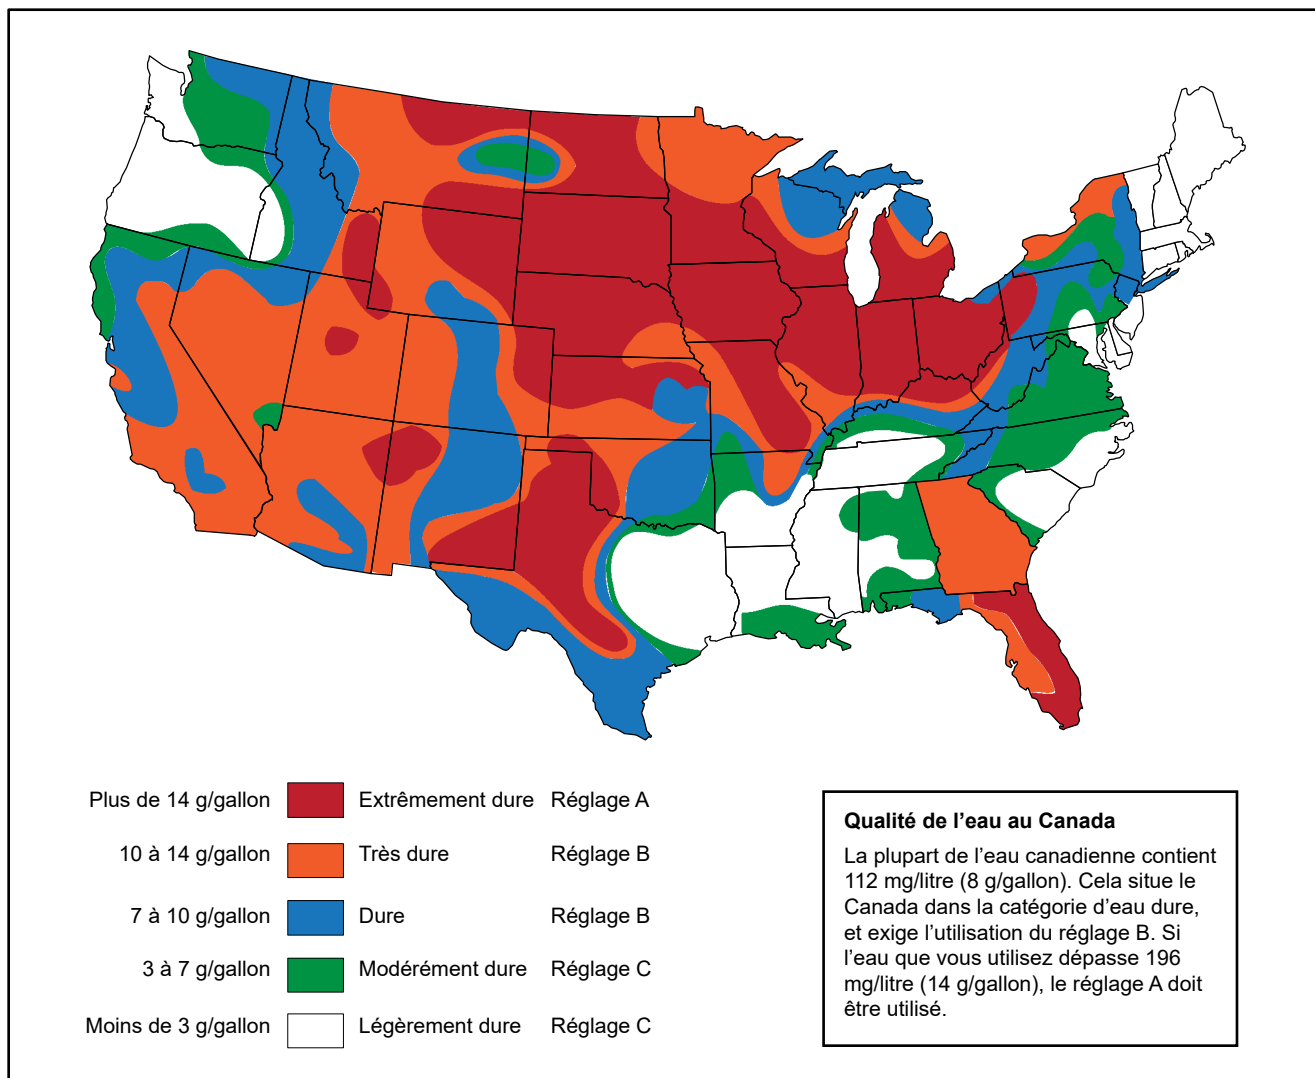 Plus de 14 g/gallon Extrêmement dure Réglage A
10 à 14 g/gallon Très dure Réglage B
7 à 10 g/gallon Dure Réglage B
3 à 7 g/gallon Modérément dure Réglage C
Moins de 3 g/gallon Légèrement dure Réglage C
Qualité de l’eau au Canada
La plupart de l’eau canadienne contient
112 mg/litre (8 g/gallon). Cela situe le
Canada dans la catégorie d’eau dure,
et exige l’utilisation du réglage B. Si
l’eau que vous utilisez dépasse 196
mg/litre (14 g/gallon), le réglage A doit
être utilisé.